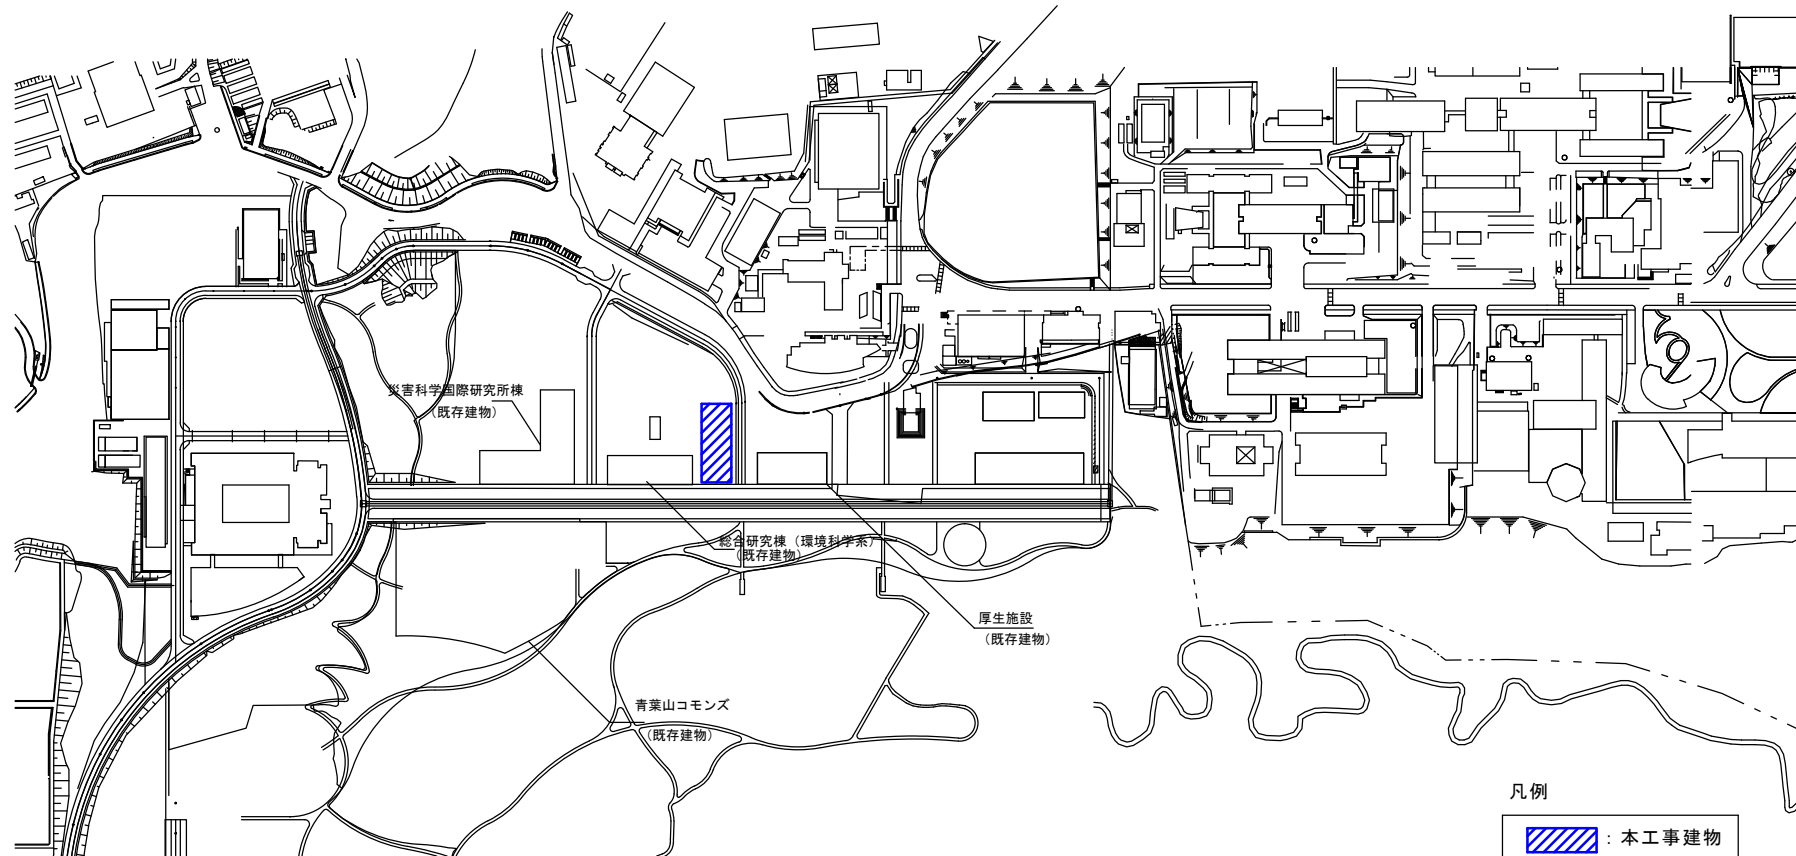 災害科学国際研究所棟
(既存建物)
総合研究棟（環境科学系）
(既存建物)
厚生施設
(既存建物)
青葉山コモンズ
(既存建物)
凡例
：本工事建物